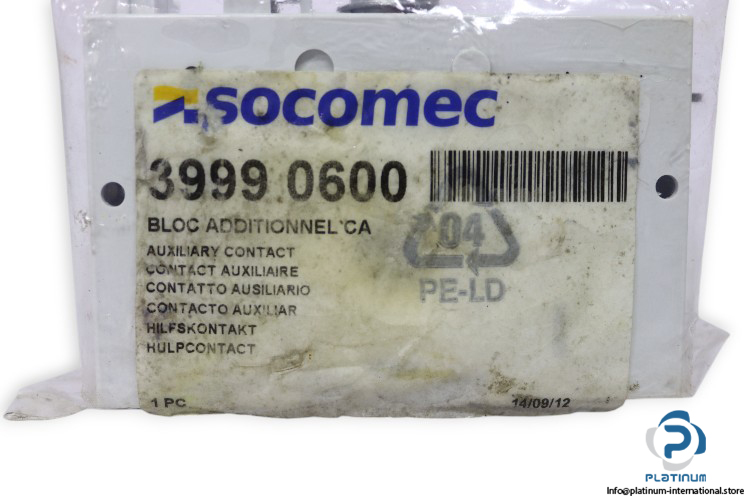 socomec
3999 0600
BLOC ADDITIONNEL CA
AUXILIARY CONTACT
CONTACT AUXILIAIRE
CONTATTO AUSILIARIO
CONTACTO AUXILIAR
HILFSKONTAKT
HULPCONTACT
04
PE-LD
1 PC
14/09/12
PLATINUM
Info@platinum-international.store